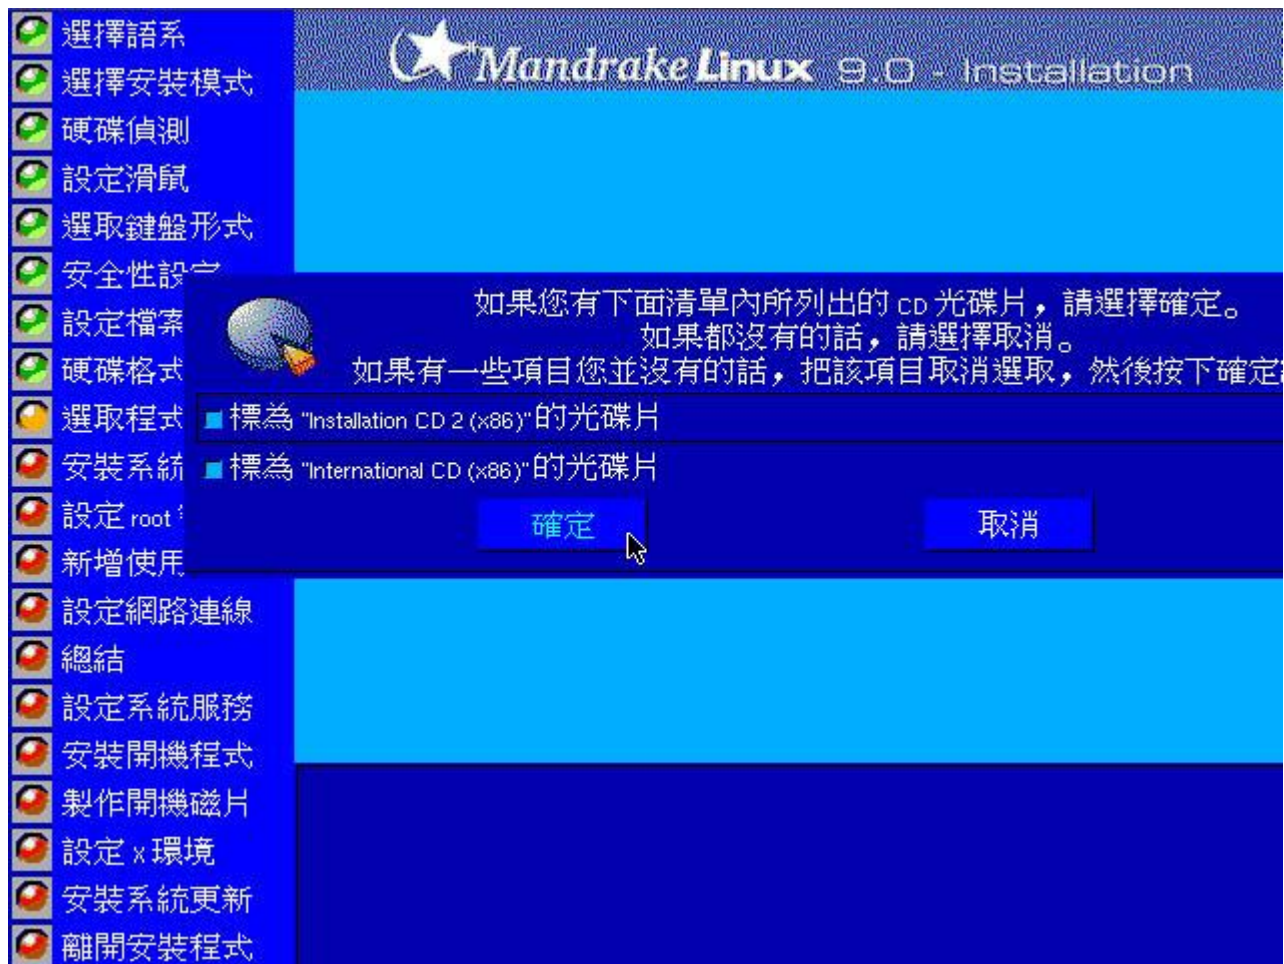 選擇語系
選擇安裝模式
硬碟偵測
設定滑鼠
選取鍵盤形式
安全性設定
設定檔案
硬碟格式
選取程式
安裝系統
設定 root
新增使用
設定網路連線
總結
設定系統服務
安裝開機程式
製作開機磁片
設定 X 環境
安裝系統更新
離開安裝程式
Mandrake Linux 9.0 - Installation
如果您有下面清單內所列出的 CD 光碟片，請選擇確定。
如果都沒有的話，請選擇取消。
如果有一些項目您並沒有的話，把該項目取消選取，然後按下確定
標為 "Installation CD 2 (x86)"的光碟片
標為 "International CD (x86)"的光碟片
確定 取消